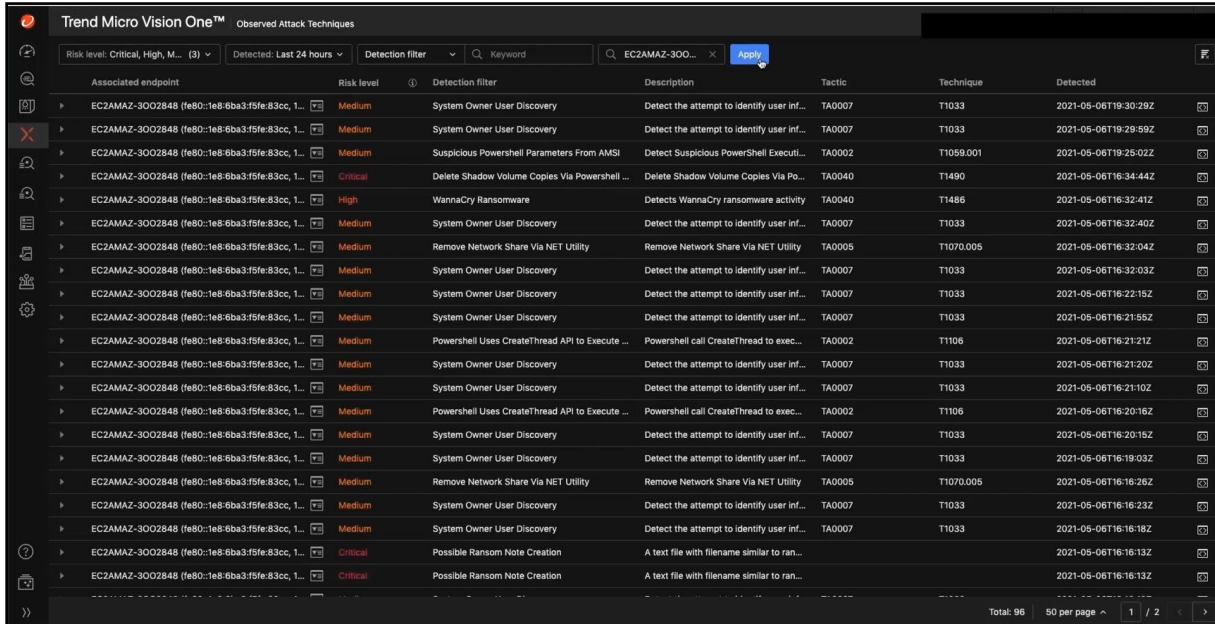 Trend Micro Vision One™ Observed Attack Techniques
Risk level: Critical, High, M... (3) Detected: Last 24 hours Detection filter Keyword EC2AMAZ-3OO... Apply
Associated endpoint Risk level Detection filter Description Tactic Technique Detected
EC2AMAZ-3OO2848 (fe80::1e8:6ba3:f5fe:83cc, 1... Medium System Owner User Discovery Detect the attempt to identify user inf... TA0007 T1033 2021-05-06T19:30:29Z
EC2AMAZ-3OO2848 (fe80::1e8:6ba3:f5fe:83cc, 1... Medium System Owner User Discovery Detect the attempt to identify user inf... TA0007 T1033 2021-05-06T19:29:59Z
EC2AMAZ-3OO2848 (fe80::1e8:6ba3:f5fe:83cc, 1... Medium Suspicious Powershell Parameters From AMSI Detect Suspicious PowerShell Executi... TA0002 T1059.001 2021-05-06T19:25:02Z
EC2AMAZ-3OO2848 (fe80::1e8:6ba3:f5fe:83cc, 1... Critical Delete Shadow Volume Copies Via Powershell ... Delete Shadow Volume Copies Via Po... TA0040 T1490 2021-05-06T16:34:44Z
EC2AMAZ-3OO2848 (fe80::1e8:6ba3:f5fe:83cc, 1... High WannaCry Ransomware Detects WannaCry ransomware activity TA0040 T1486 2021-05-06T16:32:41Z
EC2AMAZ-3OO2848 (fe80::1e8:6ba3:f5fe:83cc, 1... Medium System Owner User Discovery Detect the attempt to identify user inf... TA0007 T1033 2021-05-06T16:32:40Z
EC2AMAZ-3OO2848 (fe80::1e8:6ba3:f5fe:83cc, 1... Medium Remove Network Share Via NET Utility Remove Network Share Via NET Utility TA0005 T1070.005 2021-05-06T16:32:04Z
EC2AMAZ-3OO2848 (fe80::1e8:6ba3:f5fe:83cc, 1... Medium System Owner User Discovery Detect the attempt to identify user inf... TA0007 T1033 2021-05-06T16:32:03Z
EC2AMAZ-3OO2848 (fe80::1e8:6ba3:f5fe:83cc, 1... Medium System Owner User Discovery Detect the attempt to identify user inf... TA0007 T1033 2021-05-06T16:22:15Z
EC2AMAZ-3OO2848 (fe80::1e8:6ba3:f5fe:83cc, 1... Medium System Owner User Discovery Detect the attempt to identify user inf... TA0007 T1033 2021-05-06T16:21:55Z
EC2AMAZ-3OO2848 (fe80::1e8:6ba3:f5fe:83cc, 1... Medium Powershell Uses CreateThread API to Execute ... Powershell call CreateThread to exec... TA0002 T1106 2021-05-06T16:21:21Z
EC2AMAZ-3OO2848 (fe80::1e8:6ba3:f5fe:83cc, 1... Medium System Owner User Discovery Detect the attempt to identify user inf... TA0007 T1033 2021-05-06T16:21:20Z
EC2AMAZ-3OO2848 (fe80::1e8:6ba3:f5fe:83cc, 1... Medium System Owner User Discovery Detect the attempt to identify user inf... TA0007 T1033 2021-05-06T16:21:10Z
EC2AMAZ-3OO2848 (fe80::1e8:6ba3:f5fe:83cc, 1... Medium Powershell Uses CreateThread API to Execute ... Powershell call CreateThread to exec... TA0002 T1106 2021-05-06T16:20:16Z
EC2AMAZ-3OO2848 (fe80::1e8:6ba3:f5fe:83cc, 1... Medium System Owner User Discovery Detect the attempt to identify user inf... TA0007 T1033 2021-05-06T16:20:15Z
EC2AMAZ-3OO2848 (fe80::1e8:6ba3:f5fe:83cc, 1... Medium System Owner User Discovery Detect the attempt to identify user inf... TA0007 T1033 2021-05-06T16:19:03Z
EC2AMAZ-3OO2848 (fe80::1e8:6ba3:f5fe:83cc, 1... Medium Remove Network Share Via NET Utility Remove Network Share Via NET Utility TA0005 T1070.005 2021-05-06T16:16:26Z
EC2AMAZ-3OO2848 (fe80::1e8:6ba3:f5fe:83cc, 1... Medium System Owner User Discovery Detect the attempt to identify user inf... TA0007 T1033 2021-05-06T16:16:23Z
EC2AMAZ-3OO2848 (fe80::1e8:6ba3:f5fe:83cc, 1... Medium System Owner User Discovery Detect the attempt to identify user inf... TA0007 T1033 2021-05-06T16:16:18Z
EC2AMAZ-3OO2848 (fe80::1e8:6ba3:f5fe:83cc, 1... Critical Possible Ransom Note Creation A text file with filename similar to ran... 2021-05-06T16:16:13Z
EC2AMAZ-3OO2848 (fe80::1e8:6ba3:f5fe:83cc, 1... Critical Possible Ransom Note Creation A text file with filename similar to ran... 2021-05-06T16:16:13Z
Total: 96 50 per page 1 / 2